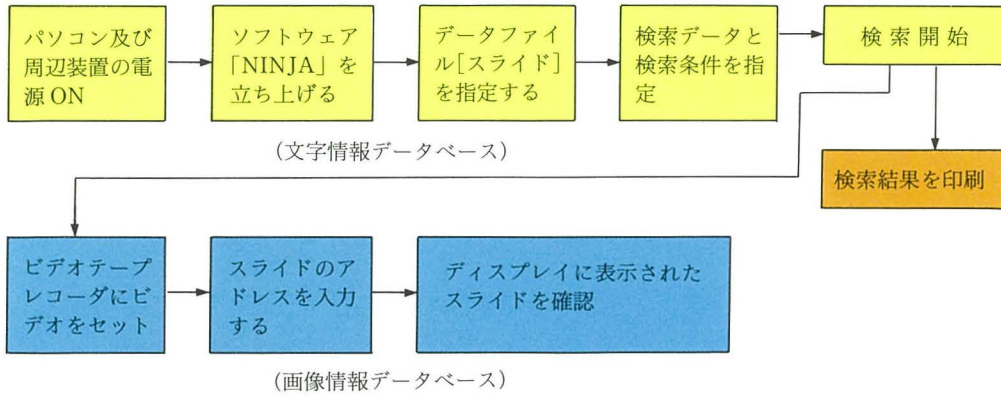 パソコン及び
周辺装置の電
源 ON
ソフトウェア
「NINJA」を
立ち上げる
データファイ
ル[スライド]
を指定する
検索データと
検索条件を指
定
検 索 開 始
（文字情報データベース）
検索結果を印刷
ビデオテープ
レコーダにビ
デオをセット
スライドのア
ドレスを入力
する
ディスプレイに表示された
スライドを確認
（画像情報データベース）